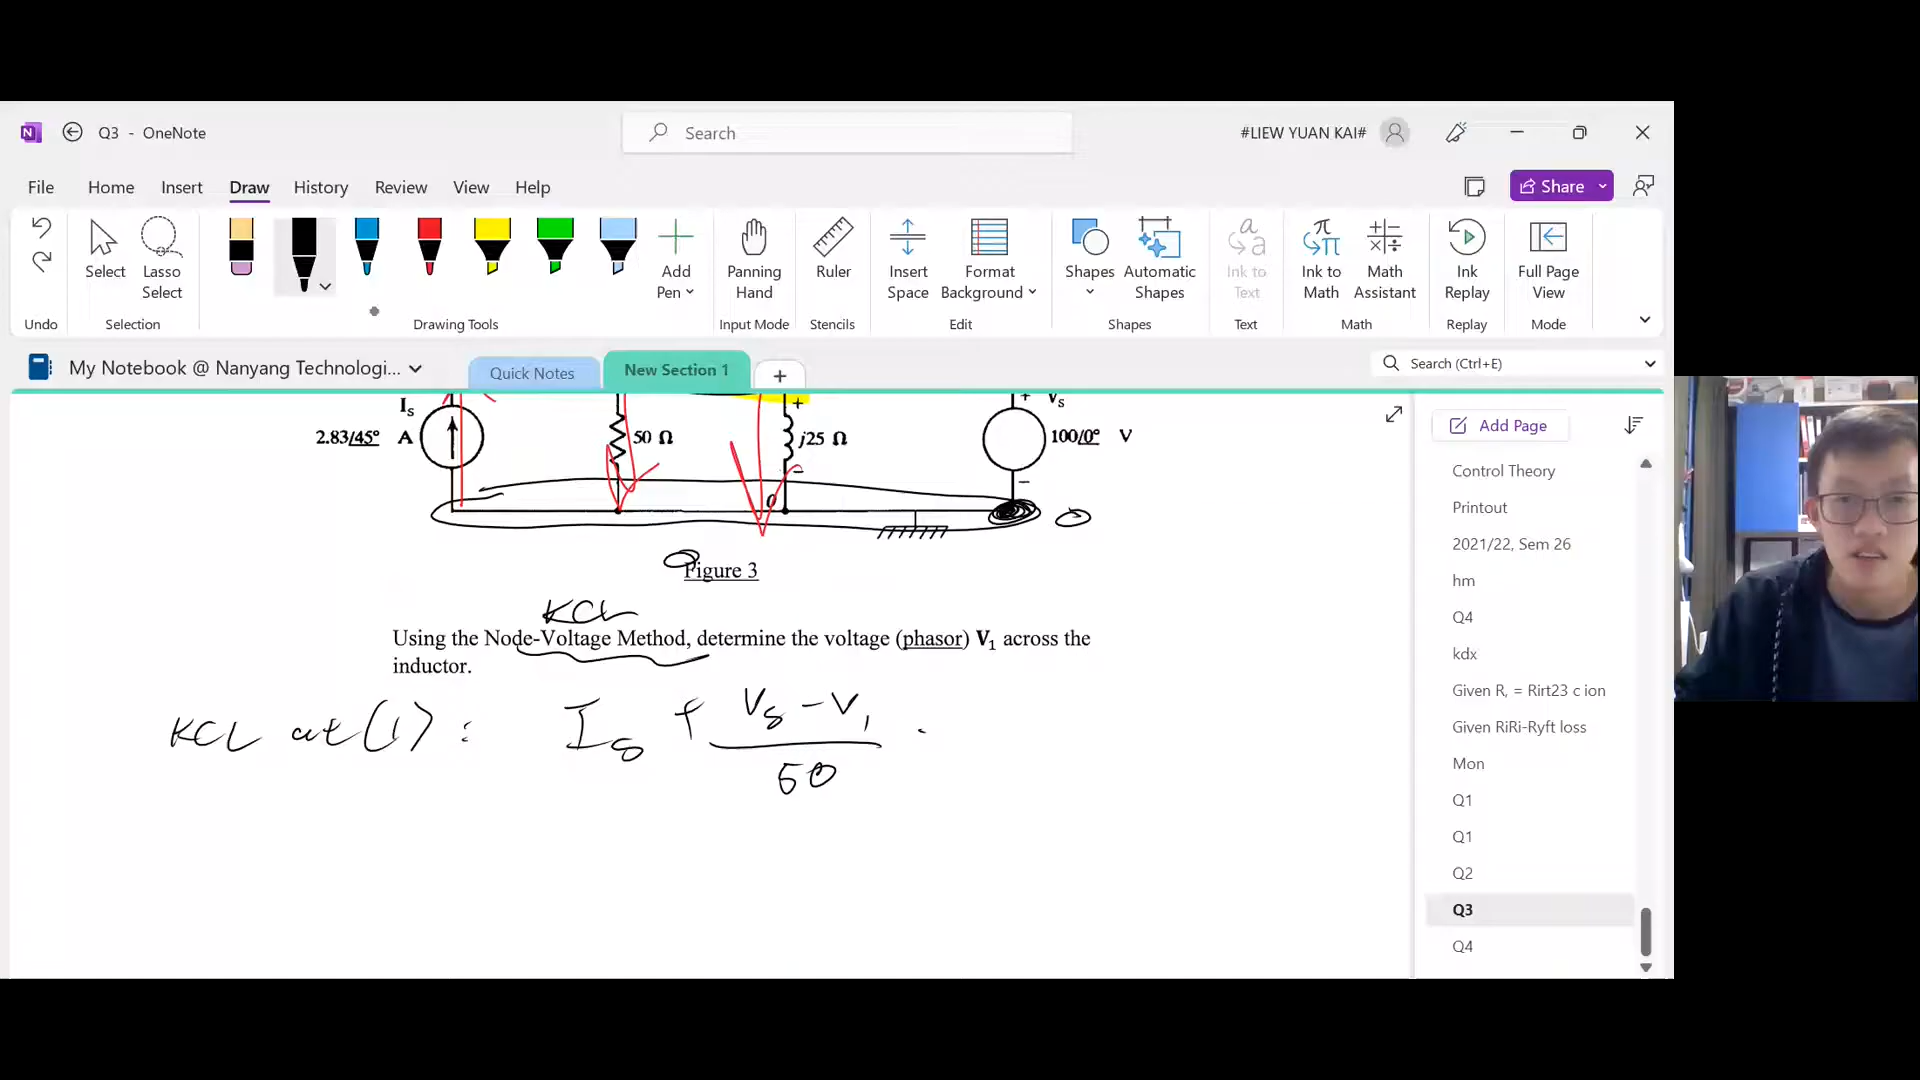 Q3 - OneNote
Search
#LIEW YUAN KAI#
File Home Insert Draw History Review View Help
Share
Select
Lasso Select
Add Pen
Panning Hand
Ruler
Insert Space
Format Background
Shapes
Automatic Shapes
Ink to Text
Ink to Math
Math Assistant
Ink Replay
Full Page View
Undo Selection Drawing Tools Input Mode Stencils Edit Shapes Text Math Replay Mode
My Notebook @ Nanyang Technologi...
Quick Notes
New Section 1
+
Search (Ctrl+E)
Add Page
Control Theory
Printout
2021/22, Sem 26
hm
Q4
kdx
Given R, = Rirt23 c ion
Given RiRi-Ryft loss
Mon
Q1
Q1
Q2
Q3
Q4
Is + + Vs
2.83/45° A 50 Ω j25 Ω 100/0° V
- -
0
Figure 3
KCL
Using the Node-Voltage Method, determine the voltage (phasor) V1 across the
inductor.
KCL at (1) : Is + Vs - V1
50